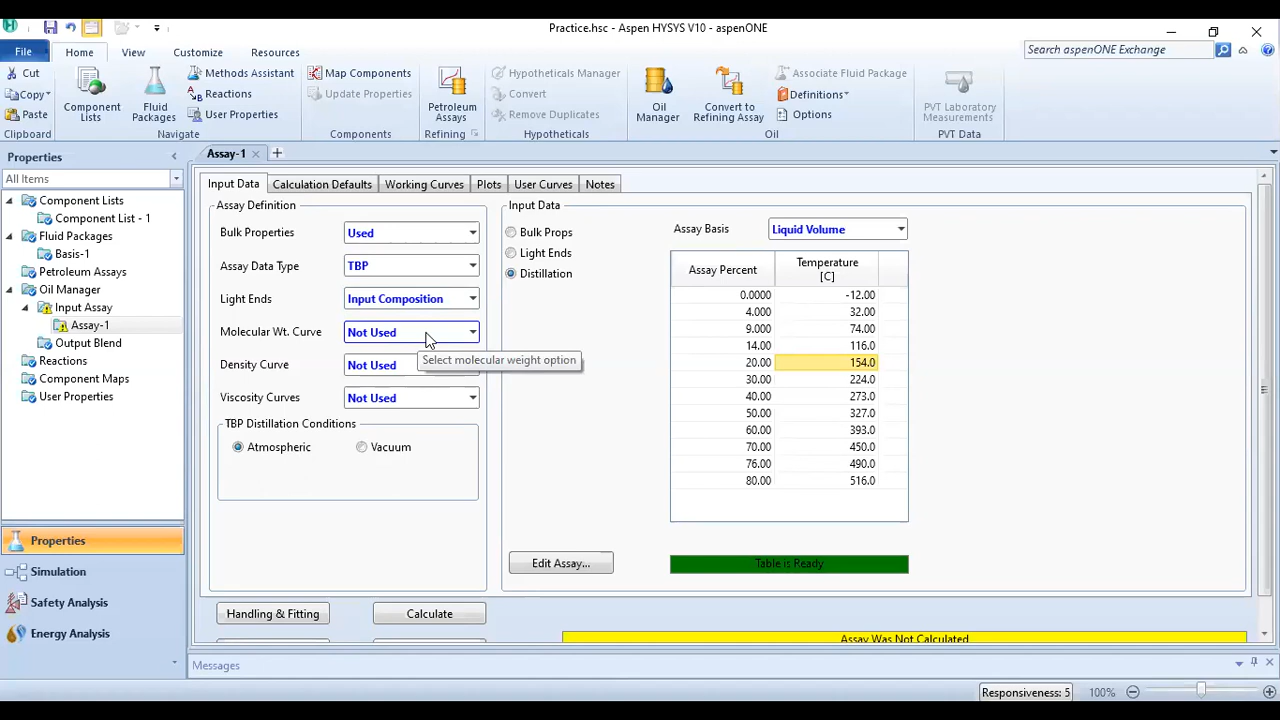 Practice.hsc - Aspen HYSYS V10 - aspenONE
File Home View Customize Resources
Search aspenONE Exchange
Cut
Copy
Paste
Clipboard
Component Lists
Fluid Packages
Methods Assistant
Reactions
User Properties
Navigate
Map Components
Update Properties
Components
Petroleum Assays
Refining
Hypotheticals Manager
Convert
Remove Duplicates
Hypotheticals
Oil Manager
Convert to Refining Assay
Associate Fluid Package
Definitions
Options
Oil
PVT Laboratory Measurements
PVT Data
Properties
All Items
Component Lists
Component List - 1
Fluid Packages
Basis-1
Petroleum Assays
Oil Manager
Input Assay
Assay-1
Output Blend
Reactions
Component Maps
User Properties
Properties
Simulation
Safety Analysis
Energy Analysis
Assay-1
Input Data Calculation Defaults Working Curves Plots User Curves Notes
Assay Definition
Bulk Properties Used
Assay Data Type TBP
Light Ends Input Composition
Molecular Wt. Curve Not Used
Select molecular weight option
Density Curve Not Used
Viscosity Curves Not Used
TBP Distillation Conditions
Atmospheric Vacuum
Input Data
Bulk Props
Light Ends
Distillation
Assay Basis Liquid Volume
Assay Percent Temperature [C]
0.0000 -12.00
4.000 32.00
9.000 74.00
14.00 116.0
20.00 154.0
30.00 224.0
40.00 273.0
50.00 327.0
60.00 393.0
70.00 450.0
76.00 490.0
80.00 516.0
Edit Assay...
Table is Ready
Handling & Fitting Calculate
Assay Was Not Calculated
Messages
Responsiveness: 5 100%